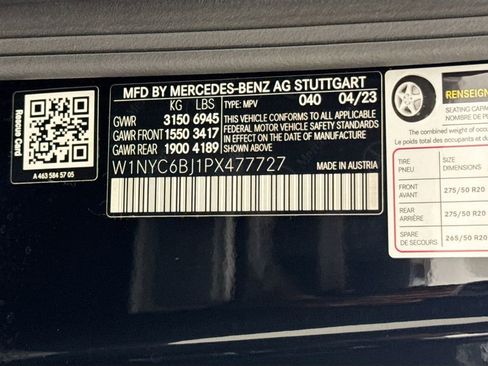 MFD BY MERCEDES-BENZ AG STUTTGART
KG LBS TYPE: MPV 040 04/23
GVWR 3150 6945
GAWR FRONT 1550 3417
GAWR REAR 1900 4189
THIS VEHICLE CONFORMS TO ALL APPLICABLE
FEDERAL MOTOR VEHICLE SAFETY STANDARDS
IN EFFECT ON THE DATE OF MANUFACTURE
SHOWN ABOVE. MADE IN AUSTRIA
W1NYC6BJ1PX477727
Rescue Card
A 463 584 57 05
RENSEIGN
SEATING CAPA
NOMBRE DE PL
The combined weight of
Le poids total des occupants et du
TIRE
PNEU
SIZE
DIMENSIONS
FRONT
AVANT
275/50 R20
REAR
ARRIÈRE
275/50 R20
SPARE
DE SECOURS
265/50 R20